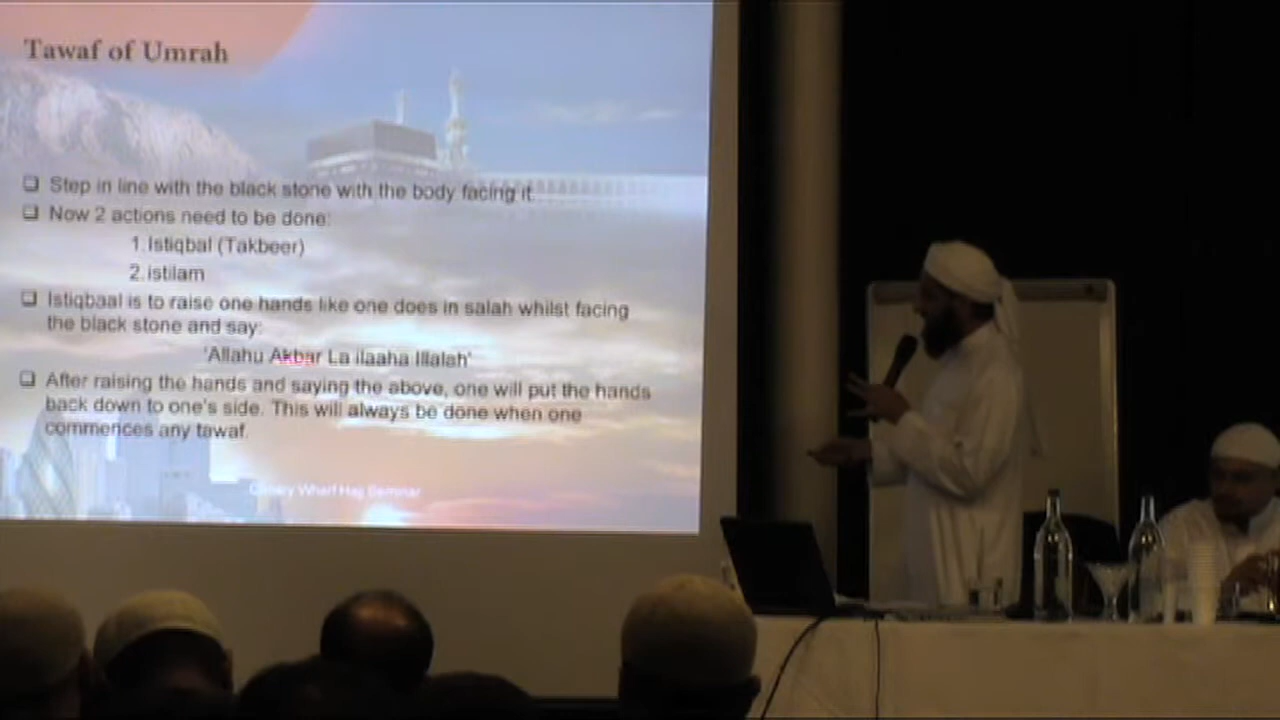 Tawaf of Umrah
❑ Step in line with the black stone with the body facing it.
❑ Now 2 actions need to be done:
1. Istiqbal (Takbeer)
2. istilam
❑ Istiqbaal is to raise one hands like one does in salah whilst facing
the black stone and say:
'Allahu Akbar La ilaaha Illalah'
❑ After raising the hands and saying the above, one will put the hands
back down to one's side. This will always be done when one
commences any tawaf.
Canary Wharf Hajj Seminar